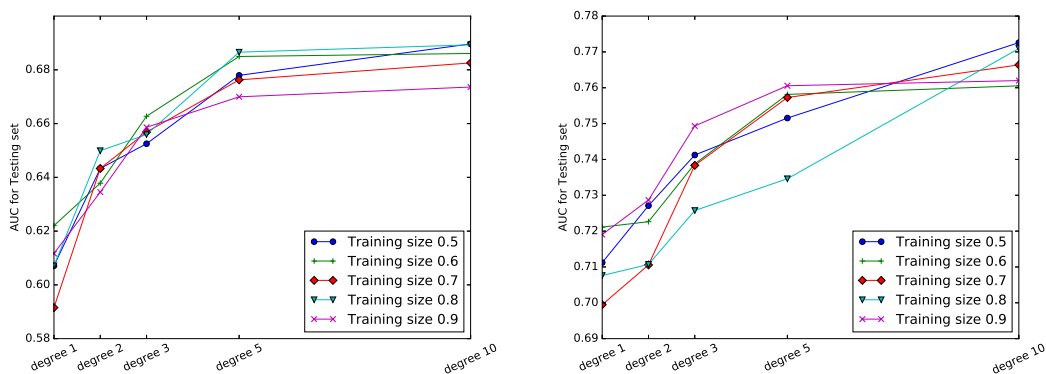 0.68
0.66
0.64
0.62
0.60
0.58
AUC for Testing set
degree 1
degree 2
degree 3
degree 5
degree 10
Training size 0.5
Training size 0.6
Training size 0.7
Training size 0.8
Training size 0.9
0.78
0.77
0.76
0.75
0.74
0.73
0.72
0.71
0.70
0.69
AUC for Testing set
degree 1
degree 2
degree 3
degree 5
degree 10
Training size 0.5
Training size 0.6
Training size 0.7
Training size 0.8
Training size 0.9